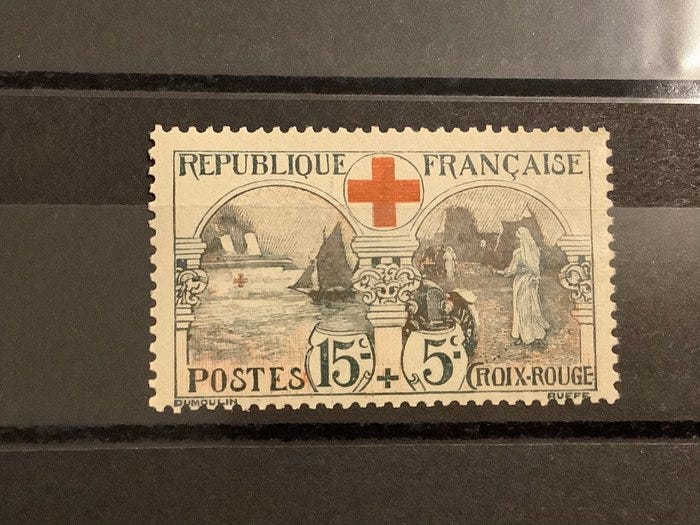 REPUBLIQUE FRANÇAISE
POSTES 15c + 5c CROIX-ROUGE
DUMOULIN RUFFE